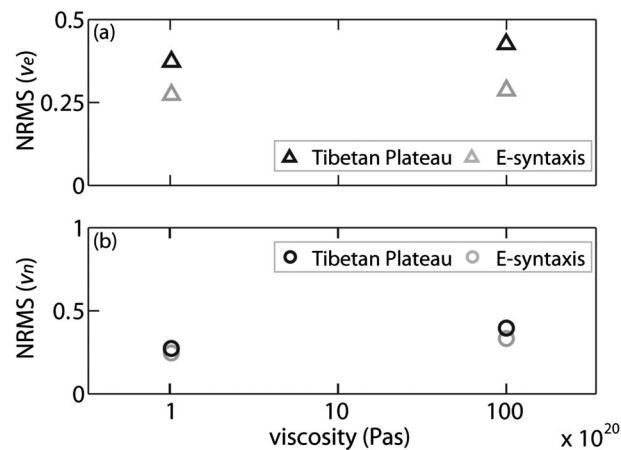 0.5
(a)
NRMS (ve)
0.25
Tibetan Plateau E-syntaxis
0
1
(b)
Tibetan Plateau E-syntaxis
NRMS (vn)
0.5
0
1 10 100
viscosity (Pas) x 10^20